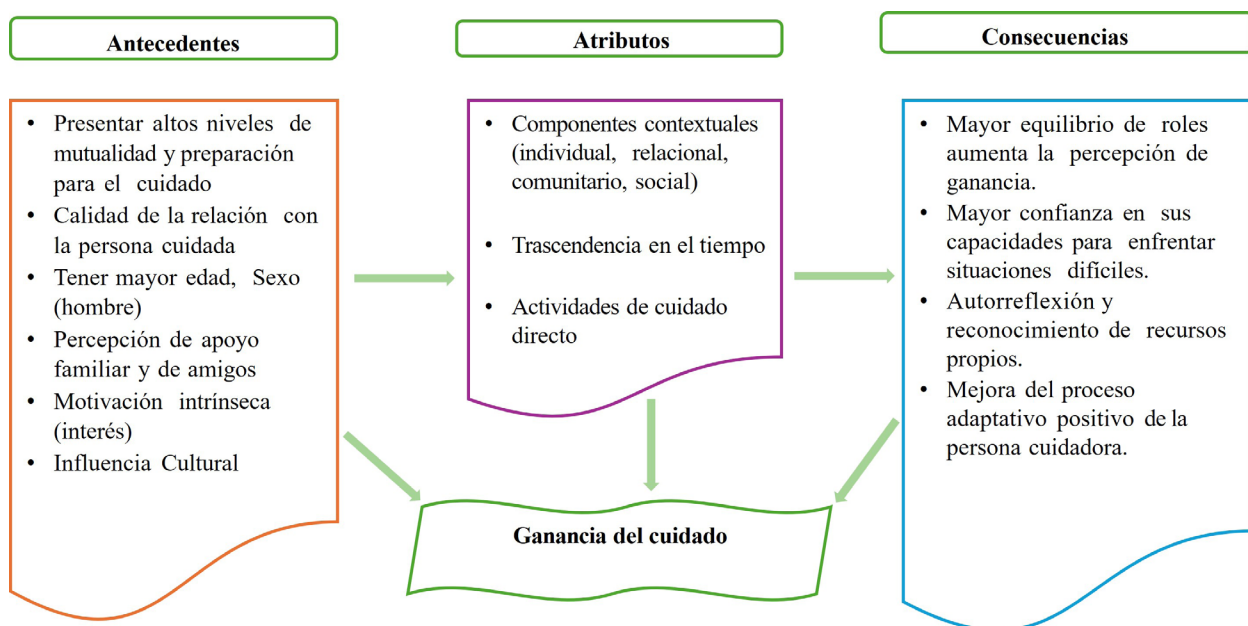 Antecedentes
• Presentar altos niveles de
mutualidad y preparación
para el cuidado
• Calidad de la relación con
la persona cuidada
• Tener mayor edad, Sexo
(hombre)
• Percepción de apoyo
familiar y de amigos
• Motivación intrínseca
(interés)
• Influencia Cultural
Atributos
• Componentes contextuales
(individual, relacional,
comunitario, social)
• Trascendencia en el tiempo
• Actividades de cuidado
directo
Consecuencias
• Mayor equilibrio de roles
aumenta la percepción de
ganancia.
• Mayor confianza en sus
capacidades para enfrentar
situaciones difíciles.
• Autorreflexión y
reconocimiento de recursos
propios.
• Mejora del proceso
adaptativo positivo de la
persona cuidadora.
Ganancia del cuidado